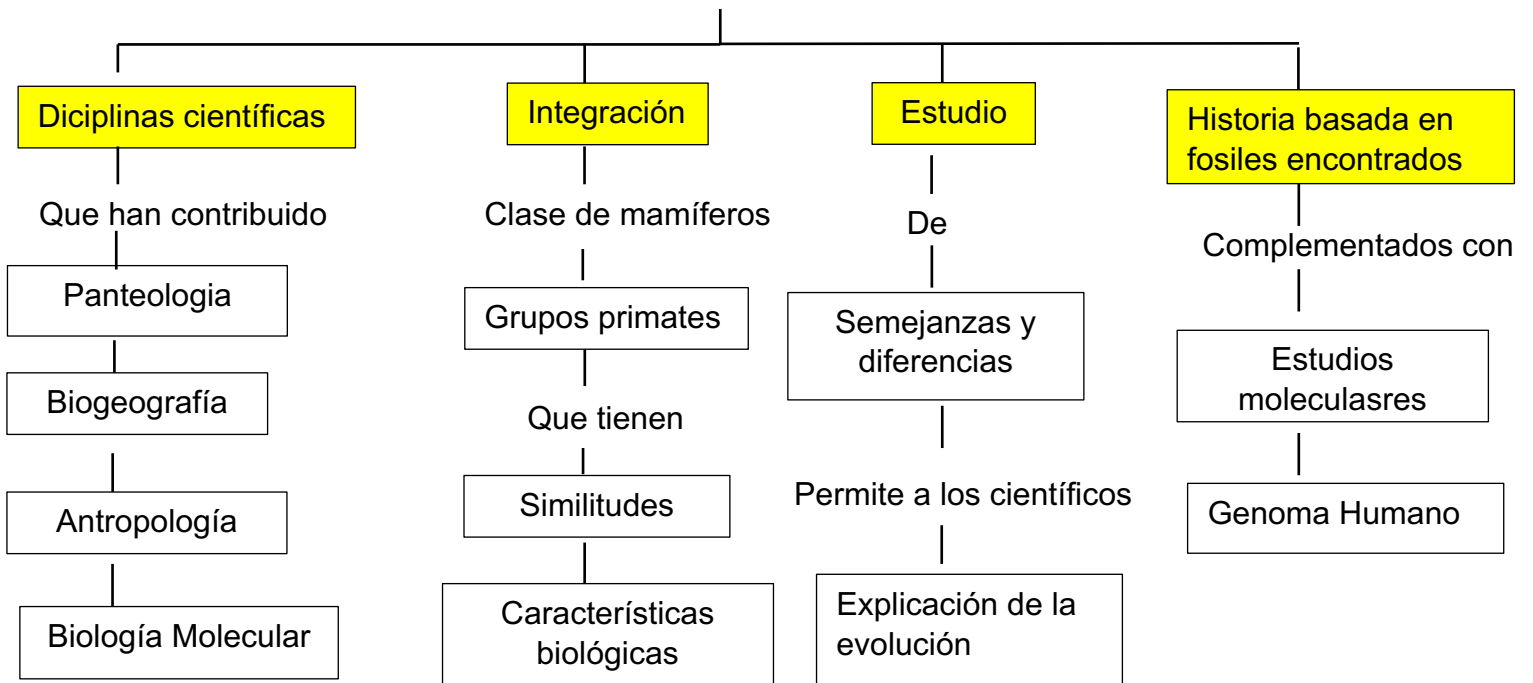 Diciplinas científicas
Que han contribuido
Panteologia
Biogeografía
Antropología
Biología Molecular
Integración
Clase de mamíferos
Grupos primates
Que tienen
Similitudes
Características
biológicas
Estudio
De
Semejanzas y
diferencias
Permite a los científicos
Explicación de la
evolución
Historia basada en
fosiles encontrados
Complementados con
Estudios
moleculasres
Genoma Humano